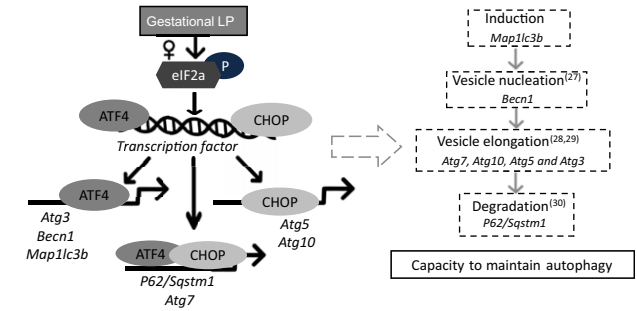 Gestational LP
♀
P
eIF2a
ATF4
CHOP
Transcription factor
ATF4
Atg3
Becn1
Map1lc3b
CHOP
Atg5
Atg10
ATF4
CHOP
P62/Sqstm1
Atg7
Induction
Map1lc3b
Vesicle nucleation(27)
Becn1
Vesicle elongation(28,29)
Atg7, Atg10, Atg5 and Atg3
Degradation(30)
P62/Sqstm1
Capacity to maintain autophagy